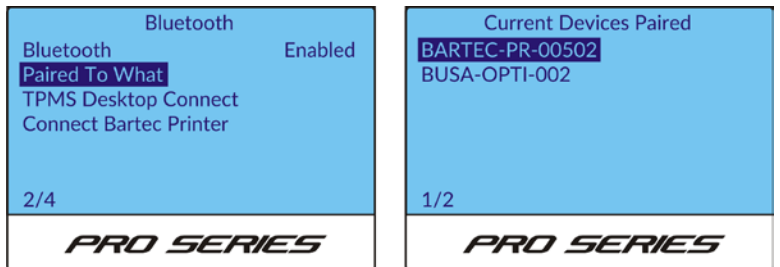 Bluetooth
Bluetooth Enabled
Paired To What
TPMS Desktop Connect
Connect Bartec Printer
2/4
PRO SERIES
Current Devices Paired
BARTEC-PR-00502
BUSA-OPTI-002
1/2
PRO SERIES